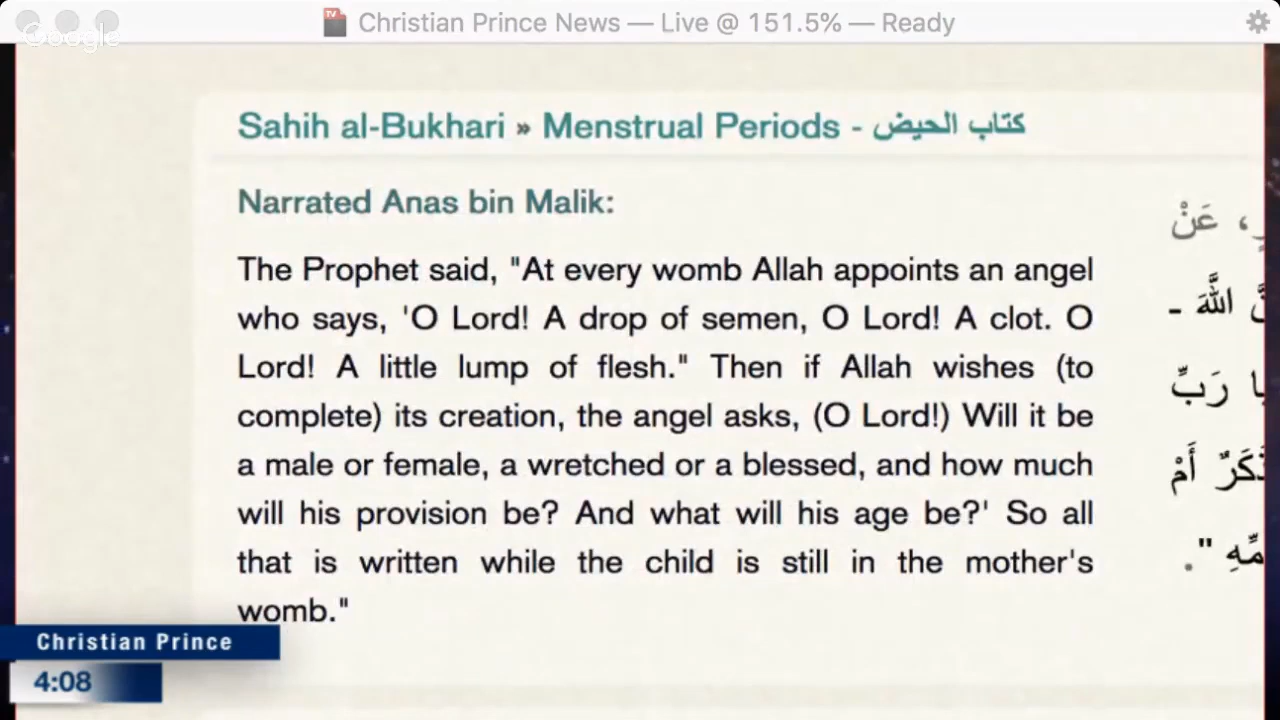 Christian Prince News — Live @ 151.5% — Ready
Google
Sahih al-Bukhari » Menstrual Periods - كتاب الحيض
Narrated Anas bin Malik:
The Prophet said, "At every womb Allah appoints an angel
who says, 'O Lord! A drop of semen, O Lord! A clot. O
Lord! A little lump of flesh." Then if Allah wishes (to
complete) its creation, the angel asks, (O Lord!) Will it be
a male or female, a wretched or a blessed, and how much
will his provision be? And what will his age be?' So all
that is written while the child is still in the mother's
womb."
، عَنْ
اللَّهَ ـ
رَبِّ
أَمْ
Christian Prince
4:08